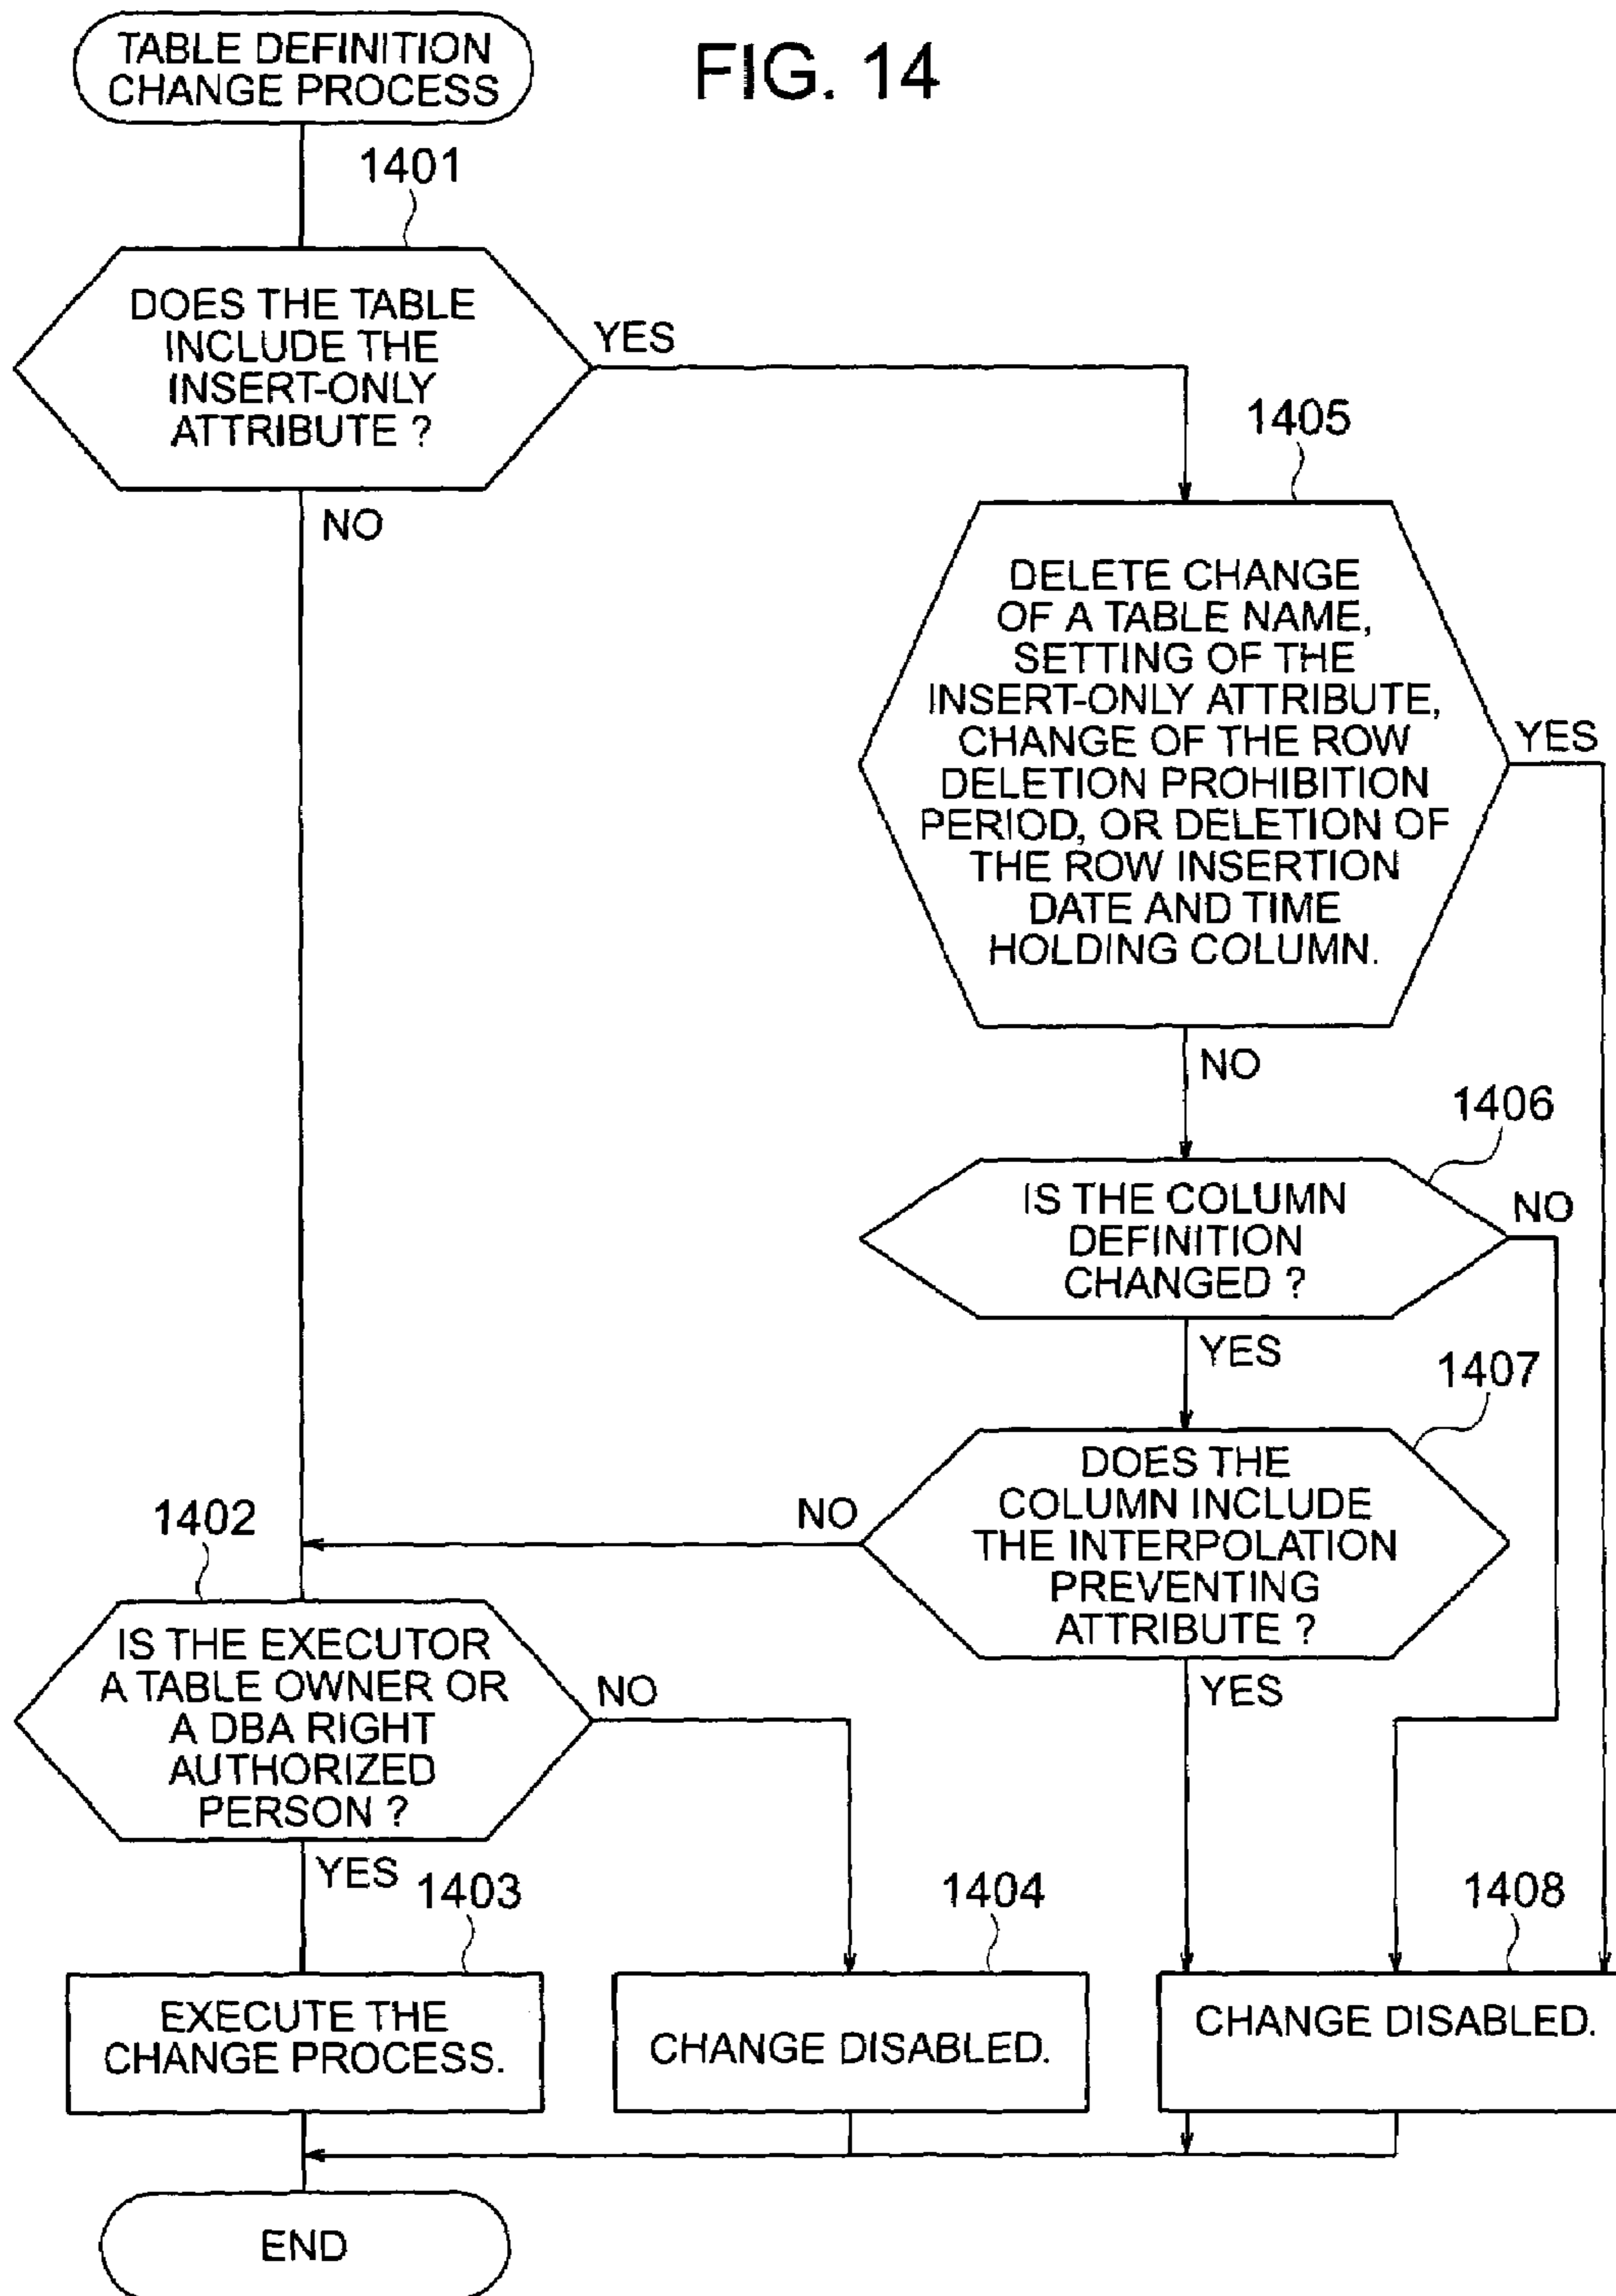 TABLE DEFINITION
CHANGE PROCESS
FIG. 14
1401
DOES THE TABLE
INCLUDE THE
INSERT-ONLY
ATTRIBUTE ?
YES
NO
1405
DELETE CHANGE
OF A TABLE NAME,
SETTING OF THE
INSERT-ONLY ATTRIBUTE,
CHANGE OF THE ROW
DELETION PROHIBITION
PERIOD, OR DELETION OF
THE ROW INSERTION
DATE AND TIME
HOLDING COLUMN.
YES
NO
1406
IS THE COLUMN
DEFINITION
CHANGED ?
NO
YES
1407
DOES THE
COLUMN INCLUDE
THE INTERPOLATION
PREVENTING
ATTRIBUTE ?
NO
YES
1402
IS THE EXECUTOR
A TABLE OWNER OR
A DBA RIGHT
AUTHORIZED
PERSON ?
NO
YES
1403
EXECUTE THE
CHANGE PROCESS.
1404
CHANGE DISABLED.
1408
CHANGE DISABLED.
END